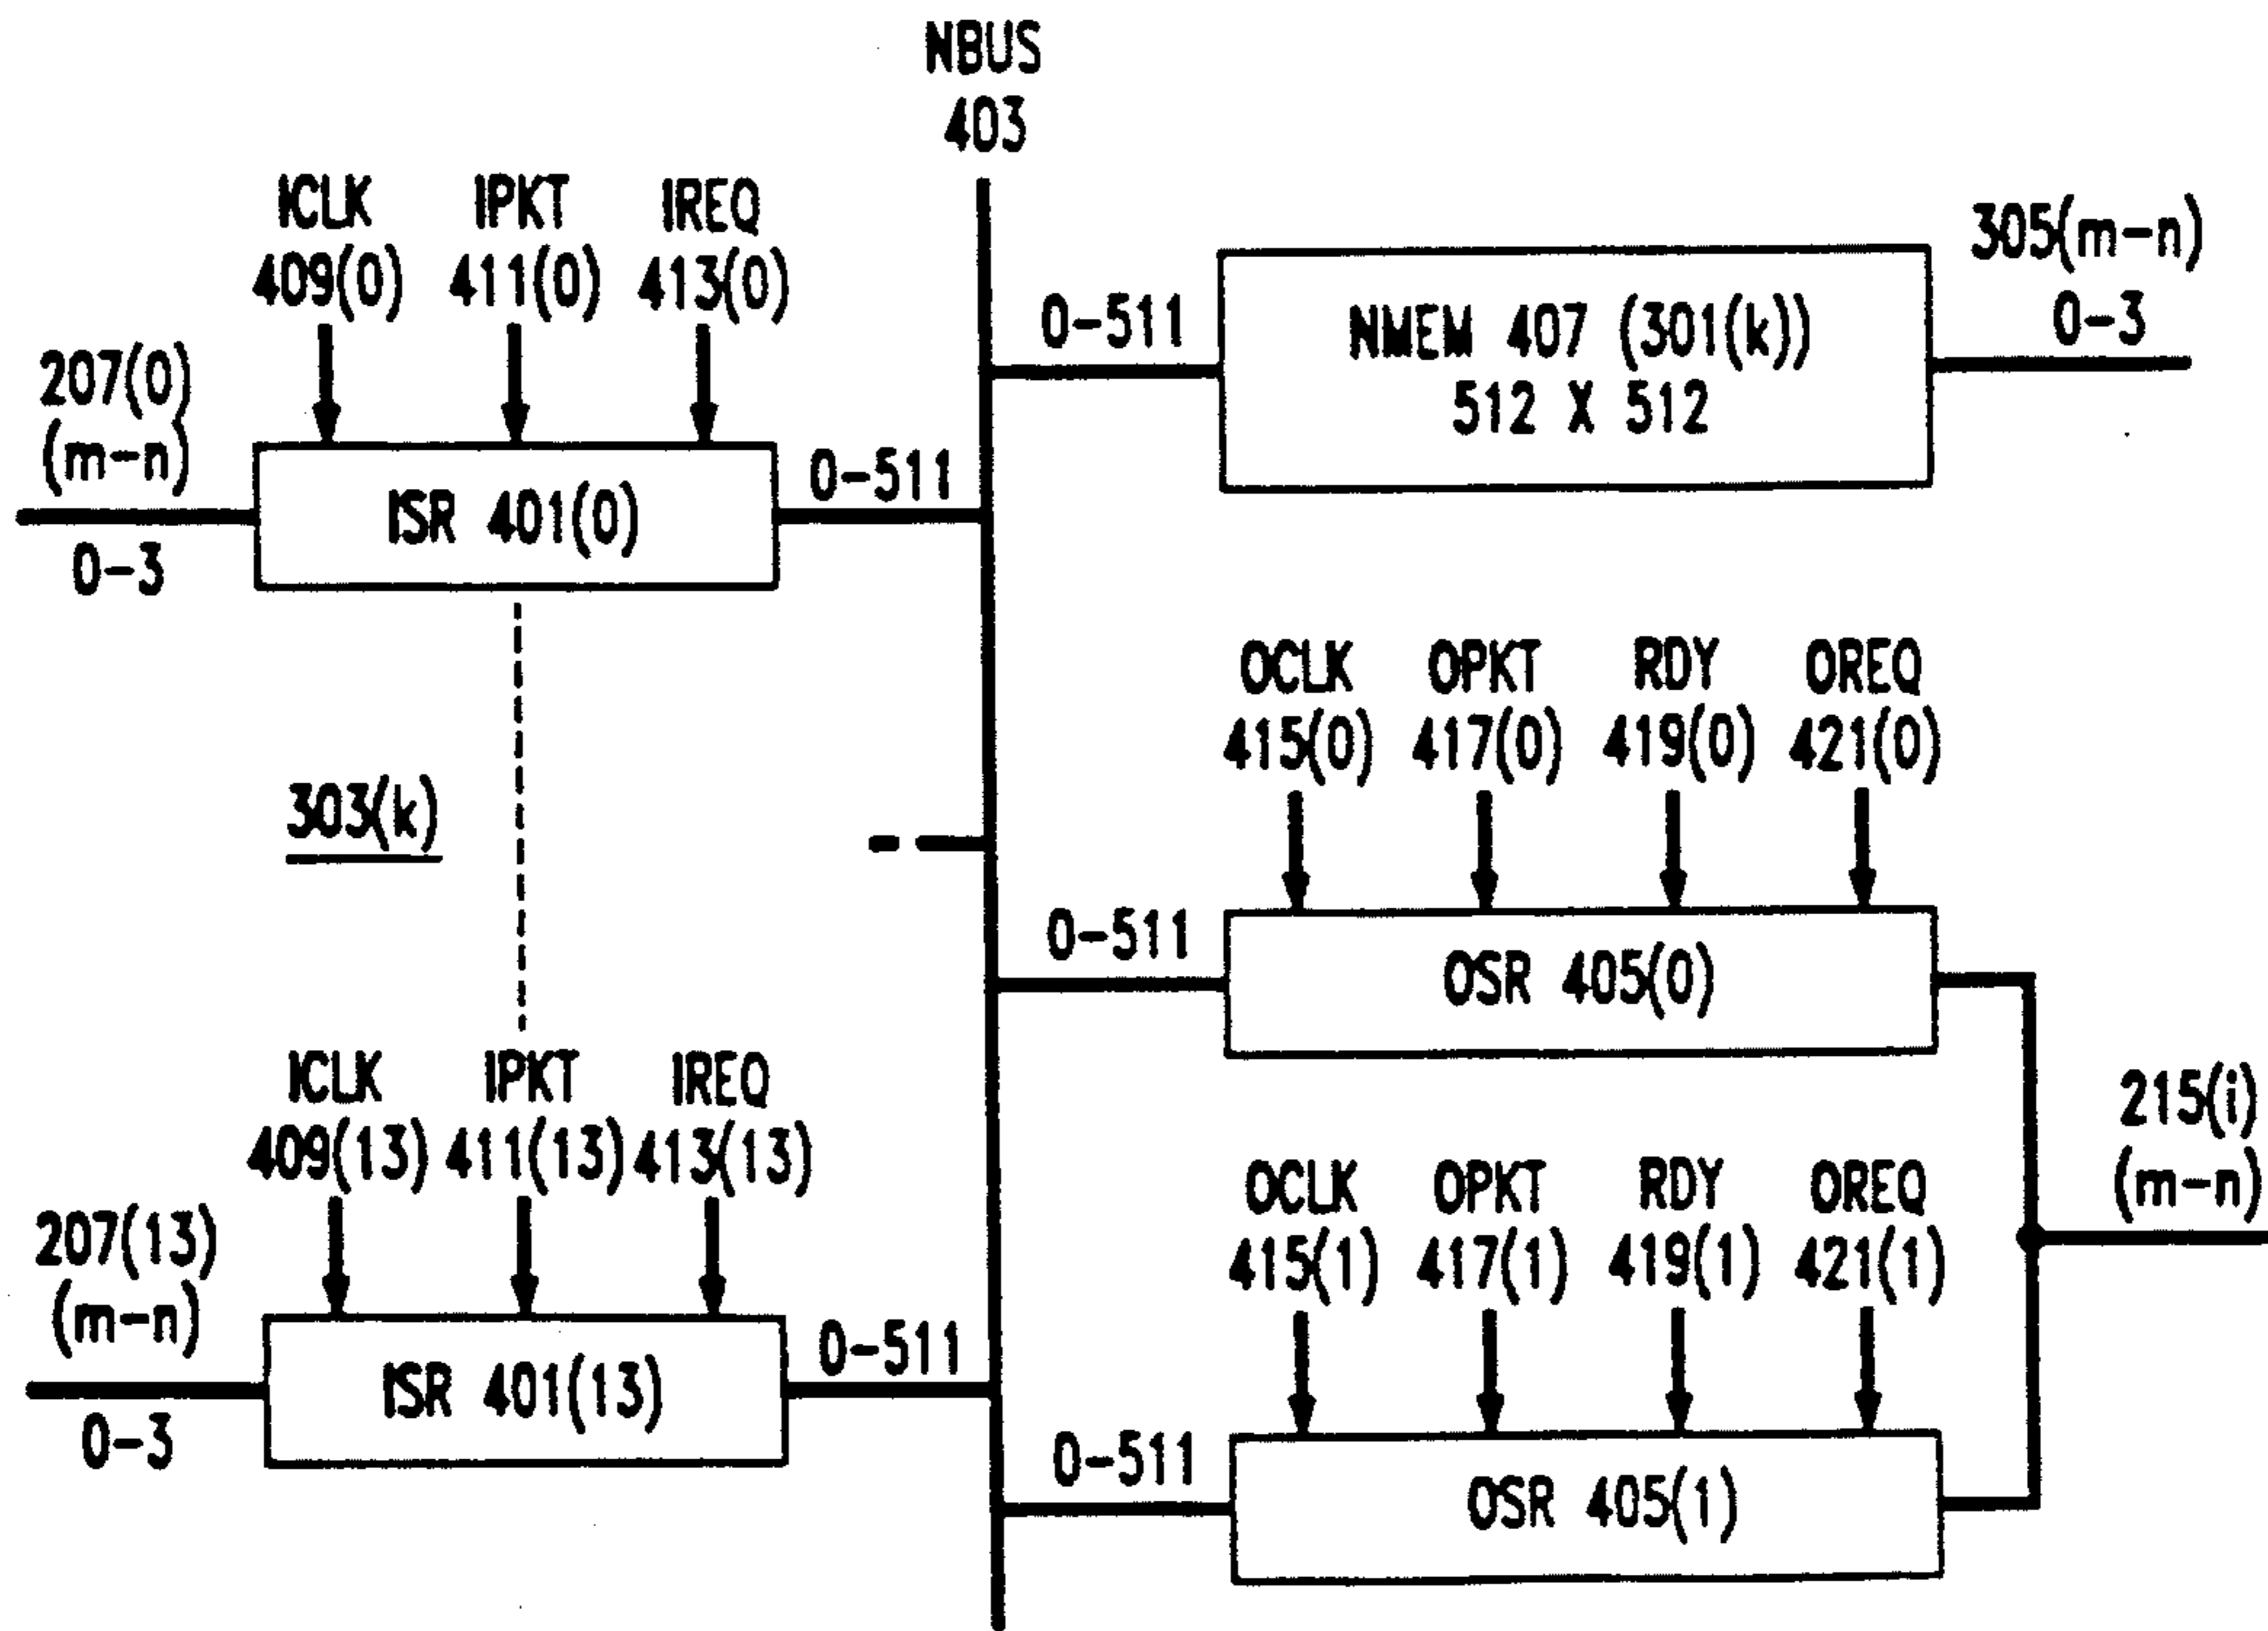 NBUS
403
ICLK IPKT IREQ
409(0) 411(0) 413(0)
207(0)
(m-n)
0-3
ISR 401(0)
0-511
0-511
NMEM 407 (301(k))
512 X 512
305(m-n)
0-3
303(k)
OCLK OPKT RDY OREQ
415(0) 417(0) 419(0) 421(0)
0-511
OSR 405(0)
ICLK IPKT IREQ
409(13) 411(13) 413(13)
207(13)
(m-n)
0-3
ISR 401(13)
0-511
OCLK OPKT RDY OREQ
415(1) 417(1) 419(1) 421(1)
0-511
OSR 405(1)
215(i)
(m-n)